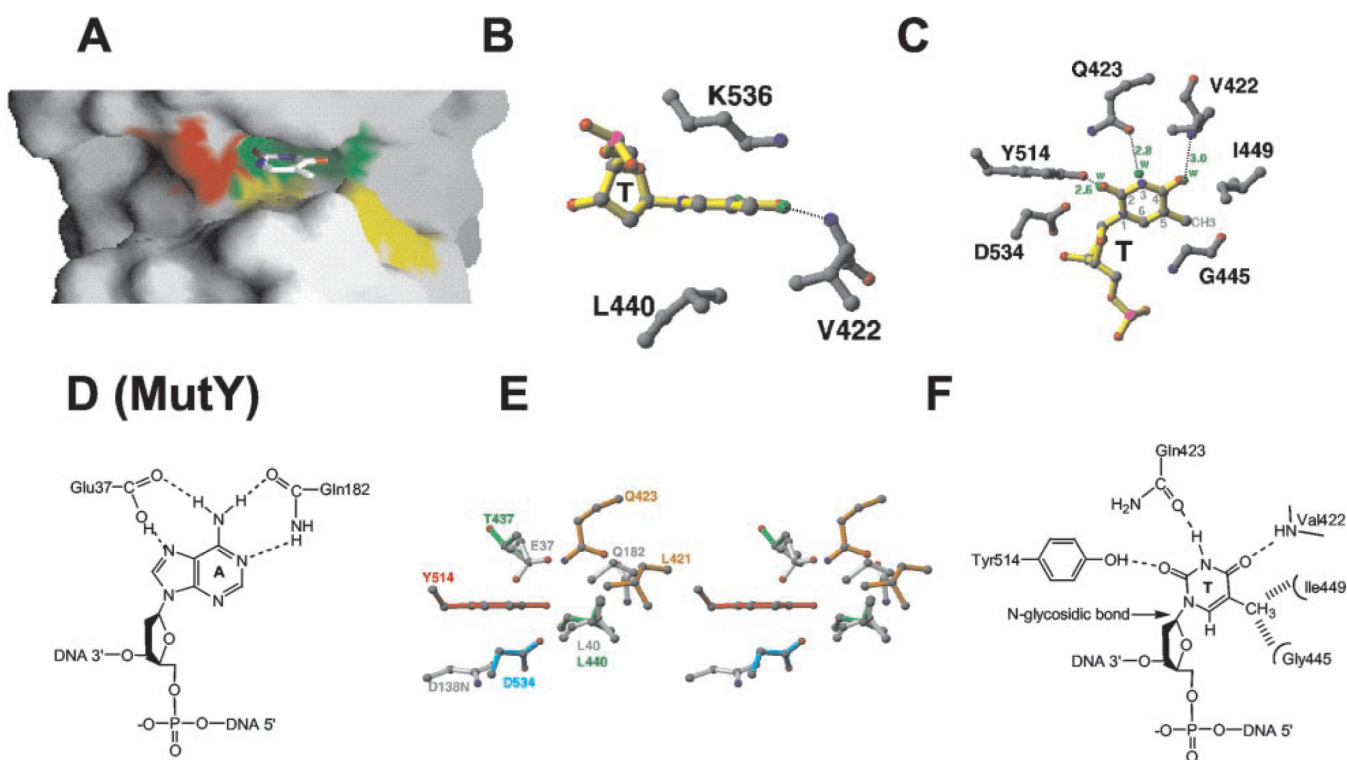 A
B
C
K536
T
L440
V422
Q423
V422
Y514
I449
2.8
3.0
w
w
w
2.6
2
3
4
6
1
5
CH3
D534
T
G445
D (MutY)
E
F
Glu37
C
O
O
H
H
H
N
O
C
Gln182
NH
H
N
N
A
N
N
O
DNA 3'—O
O
-O—P—O—DNA 5'
O
Q423
T437
E37
Q182
L421
Y514
L40
L440
D138N
D534
Gln423
H2N
C
O
Val422
HN
H
Tyr514
OH
O
N
O
T
N
CH3
Ile449
N-glycosidic bond
H
Gly445
O
DNA 3'—O
O
-O—P—O—DNA 5'
O